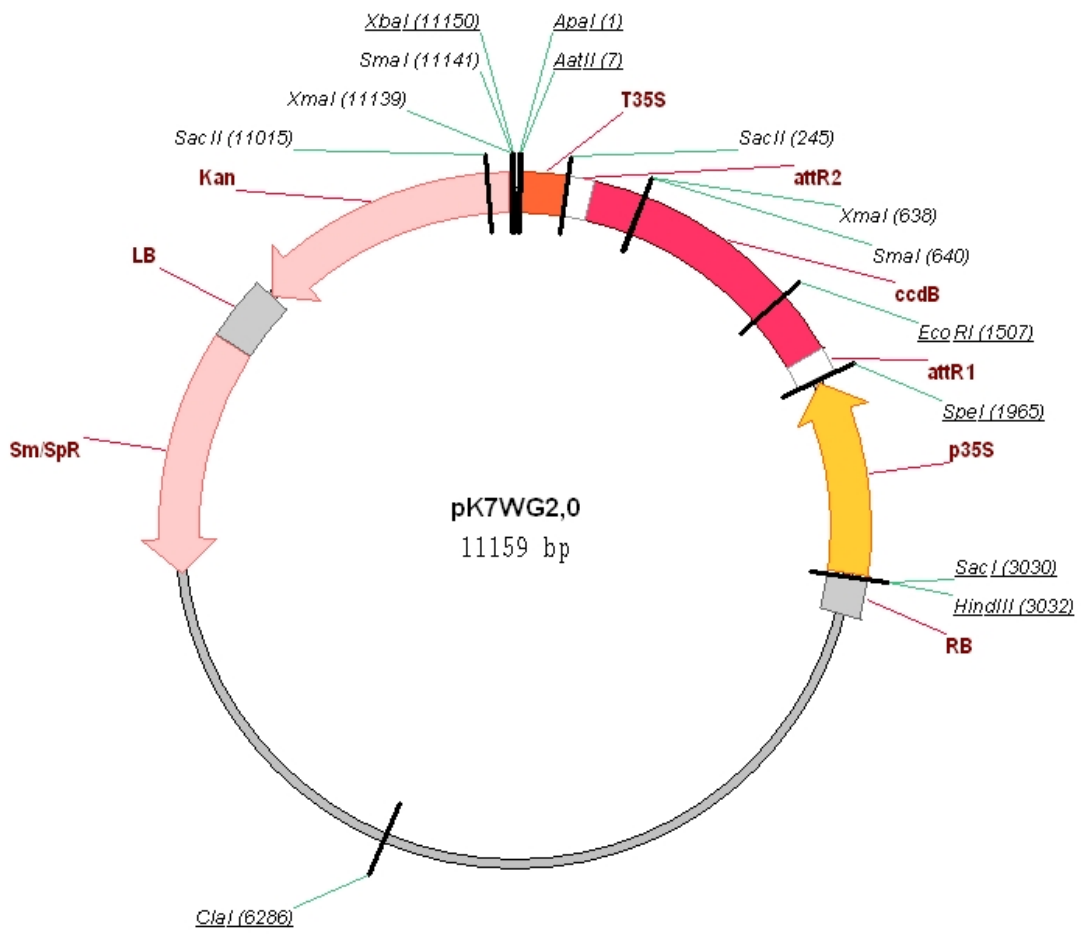 XbaI (11150)
ApaI (1)
SmaI (11141)
AatII (7)
XmaI (11139)
T35S
SacII (11015)
SacII (245)
Kan
attR2
XmaI (638)
LB
SmaI (640)
ccdB
EcoRI (1507)
attR1
SpeI (1965)
Sm/SpR
p35S
pK7WG2,0
11159 bp
SacI (3030)
HindIII (3032)
RB
ClaI (6286)